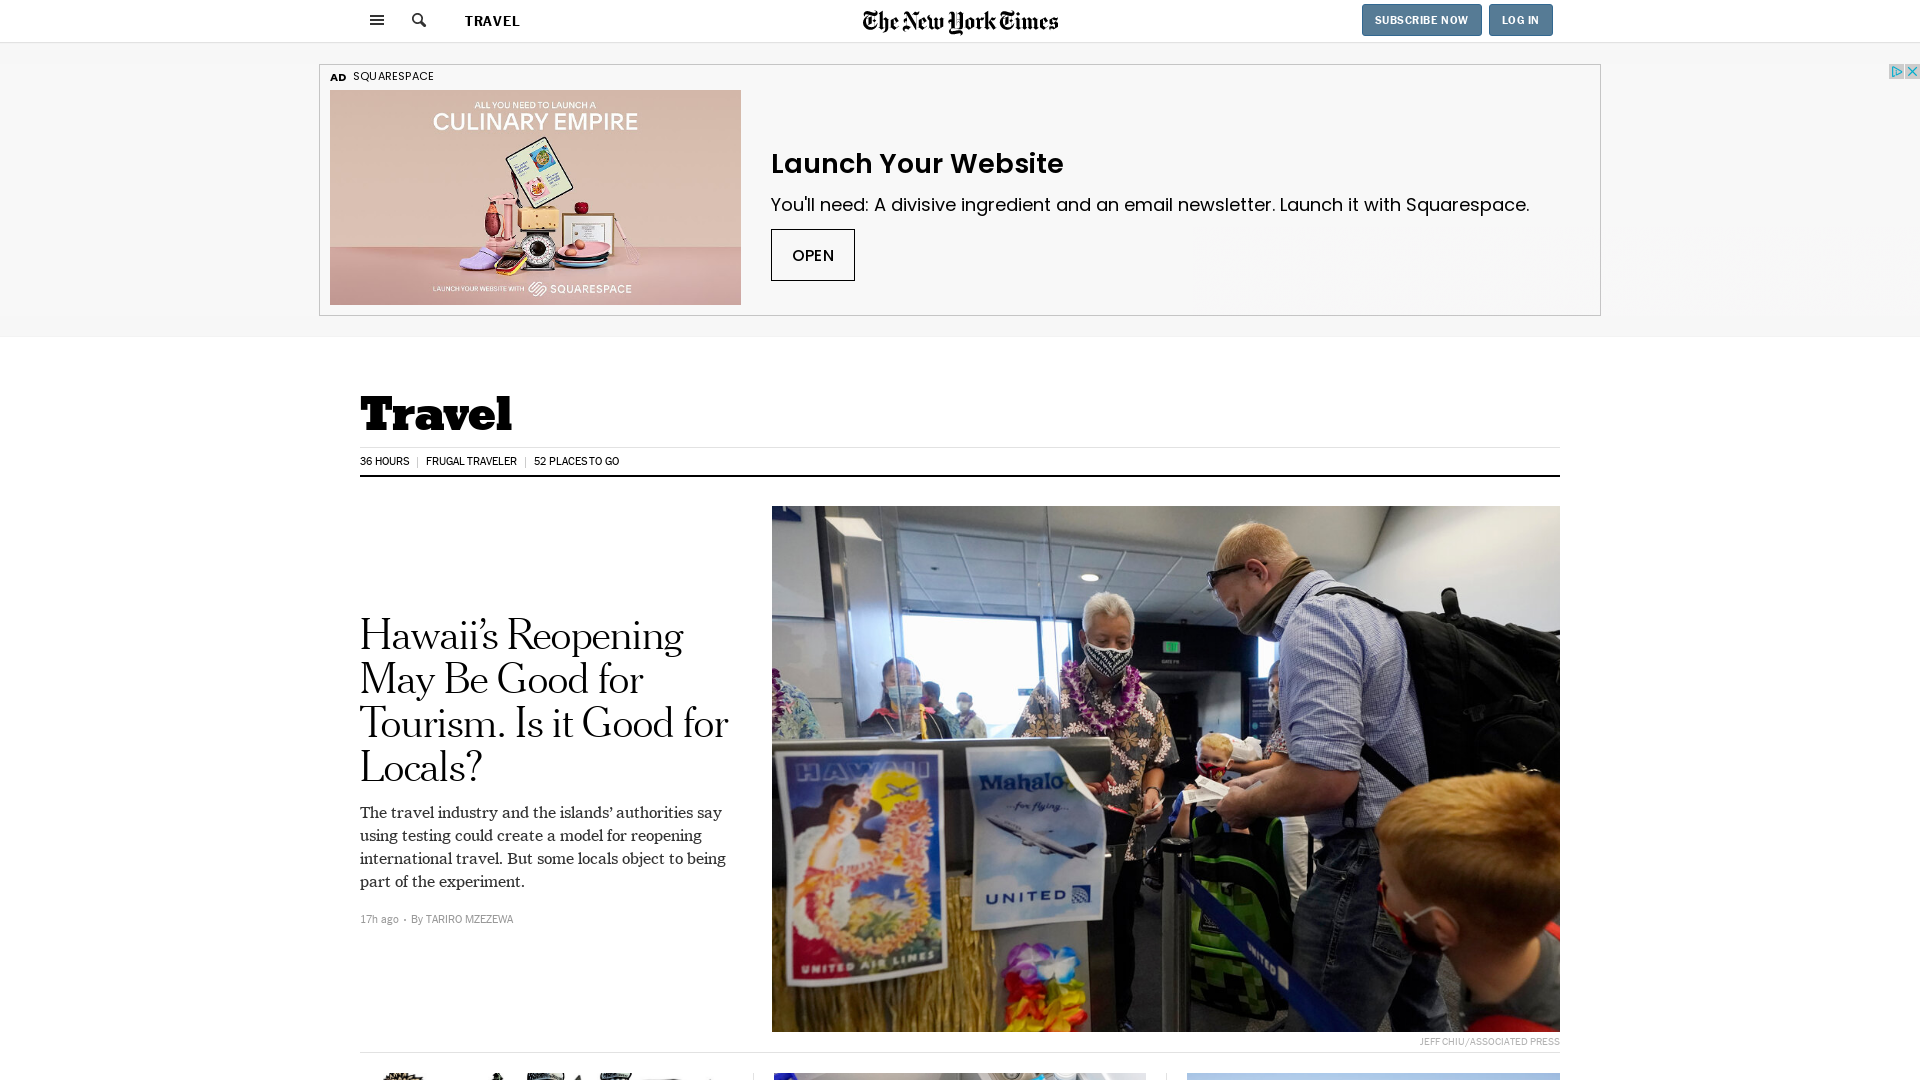 TRAVEL
The New York Times
SUBSCRIBE NOW
LOG IN
AD SQUARESPACE
ALL YOU NEED TO LAUNCH A
CULINARY EMPIRE
LAUNCH YOUR WEBSITE WITH SQUARESPACE
Launch Your Website
You'll need: A divisive ingredient and an email newsletter. Launch it with Squarespace.
OPEN
Travel
36 HOURS
FRUGAL TRAVELER
52 PLACES TO GO
Hawaii’s Reopening
May Be Good for
Tourism. Is it Good for
Locals?
The travel industry and the islands’ authorities say
using testing could create a model for reopening
international travel. But some locals object to being
part of the experiment.
17h ago • By TARIRO MZEZEWA
HAWAII
UNITED AIR LINES
Mahalo
...for flying...
UNITED
UNITED
JEFF CHIU/ASSOCIATED PRESS